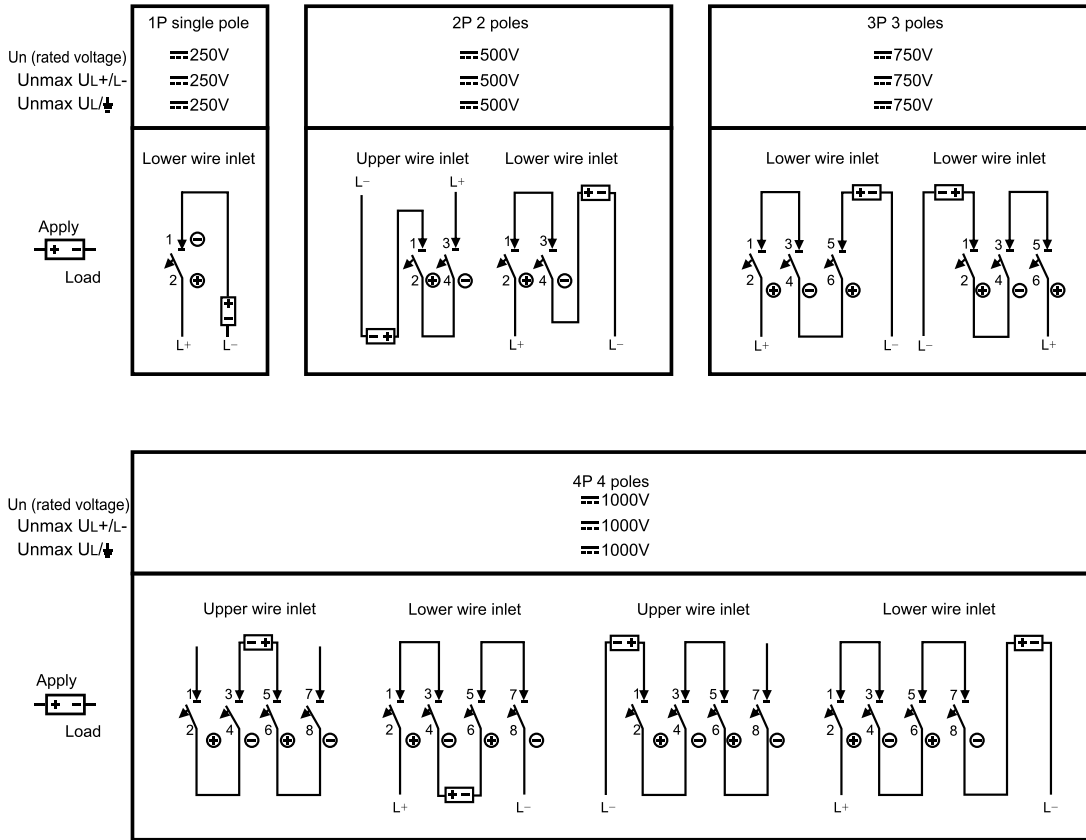 1P single pole
2P 2 poles
3P 3 poles
Un (rated voltage)
250V
500V
750V
Unmax UL+/L-
250V
500V
750V
Unmax UL/⏚
250V
500V
750V
Lower wire inlet
Upper wire inlet
Lower wire inlet
Lower wire inlet
Lower wire inlet
Apply
+ -
Load
1 ⊖
2 ⊕
+
-
L+ L-
L- L+
1 3
2 ⊕ 4 ⊖
- +
+ -
1 3
2 ⊕ 4 ⊖
L+ L-
+ -
1 3 5
2 ⊕ 4 ⊖ 6 ⊕
L+ L-
- +
1 3 5
2 ⊕ 4 ⊖ 6 ⊕
L- L+
4P 4 poles
Un (rated voltage)
1000V
Unmax UL+/L-
1000V
Unmax UL/⏚
1000V
Upper wire inlet
Lower wire inlet
Upper wire inlet
Lower wire inlet
Apply
+ -
Load
- +
1 3 5 7
2 ⊕ 4 ⊖ 6 ⊕ 8 ⊖
1 3 5 7
2 ⊕ 4 ⊖ 6 ⊕ 8 ⊖
+ -
L+ L-
- +
1 3 5 7
2 ⊕ 4 ⊖ 6 ⊕ 8 ⊖
L-
- +
1 3 5 7
2 ⊕ 4 ⊖ 6 ⊕ 8 ⊖
L+ L-